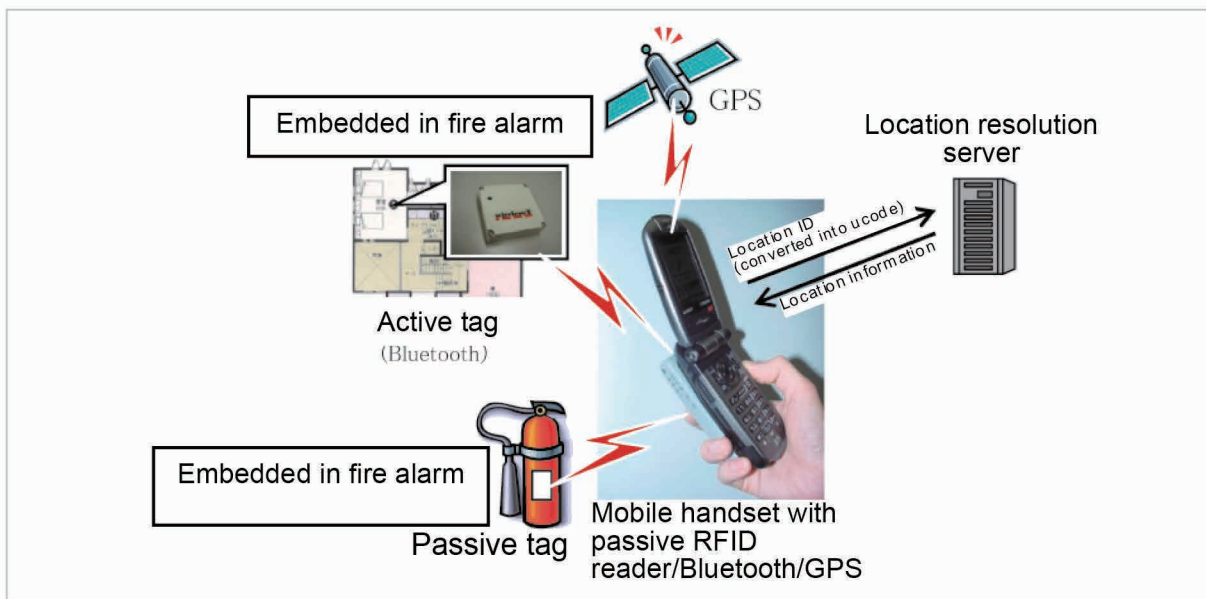 GPS
Embedded in fire alarm
Location resolution
server
Location ID
(converted into ucode)
Location information
Active tag
(Bluetooth)
Embedded in fire alarm
Passive tag
Mobile handset with
passive RFID
reader/Bluetooth/GPS